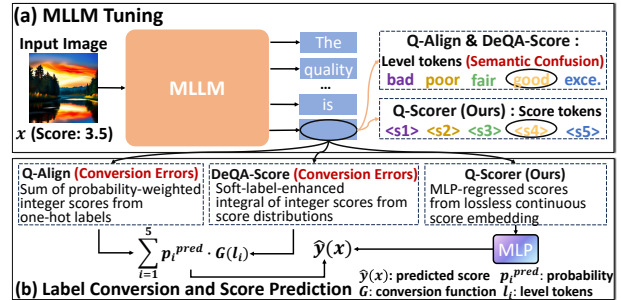 (a) MLLM Tuning
Input Image
x (Score: 3.5)
MLLM
The
quality
...
is
Q-Align & DeQA-Score :
Level tokens (Semantic Confusion)
bad poor fair good exce.
Q-Scorer (Ours) : Score tokens
<s1> <s2> <s3> <s4> <s5>
Q-Align (Conversion Errors)
Sum of probability-weighted
integer scores from
one-hot labels
DeQA-Score (Conversion Errors)
Soft-label-enhanced
integral of integer scores from
score distributions
Q-Scorer (Ours)
MLP-regressed scores
from lossless continuous
score embedding
∑_{i=1}^{5} p_i^{pred} · G(l_i)
ŷ(x)
MLP
ŷ(x): predicted score p_i^{pred}: probability
G: conversion function l_i: level tokens
(b) Label Conversion and Score Prediction